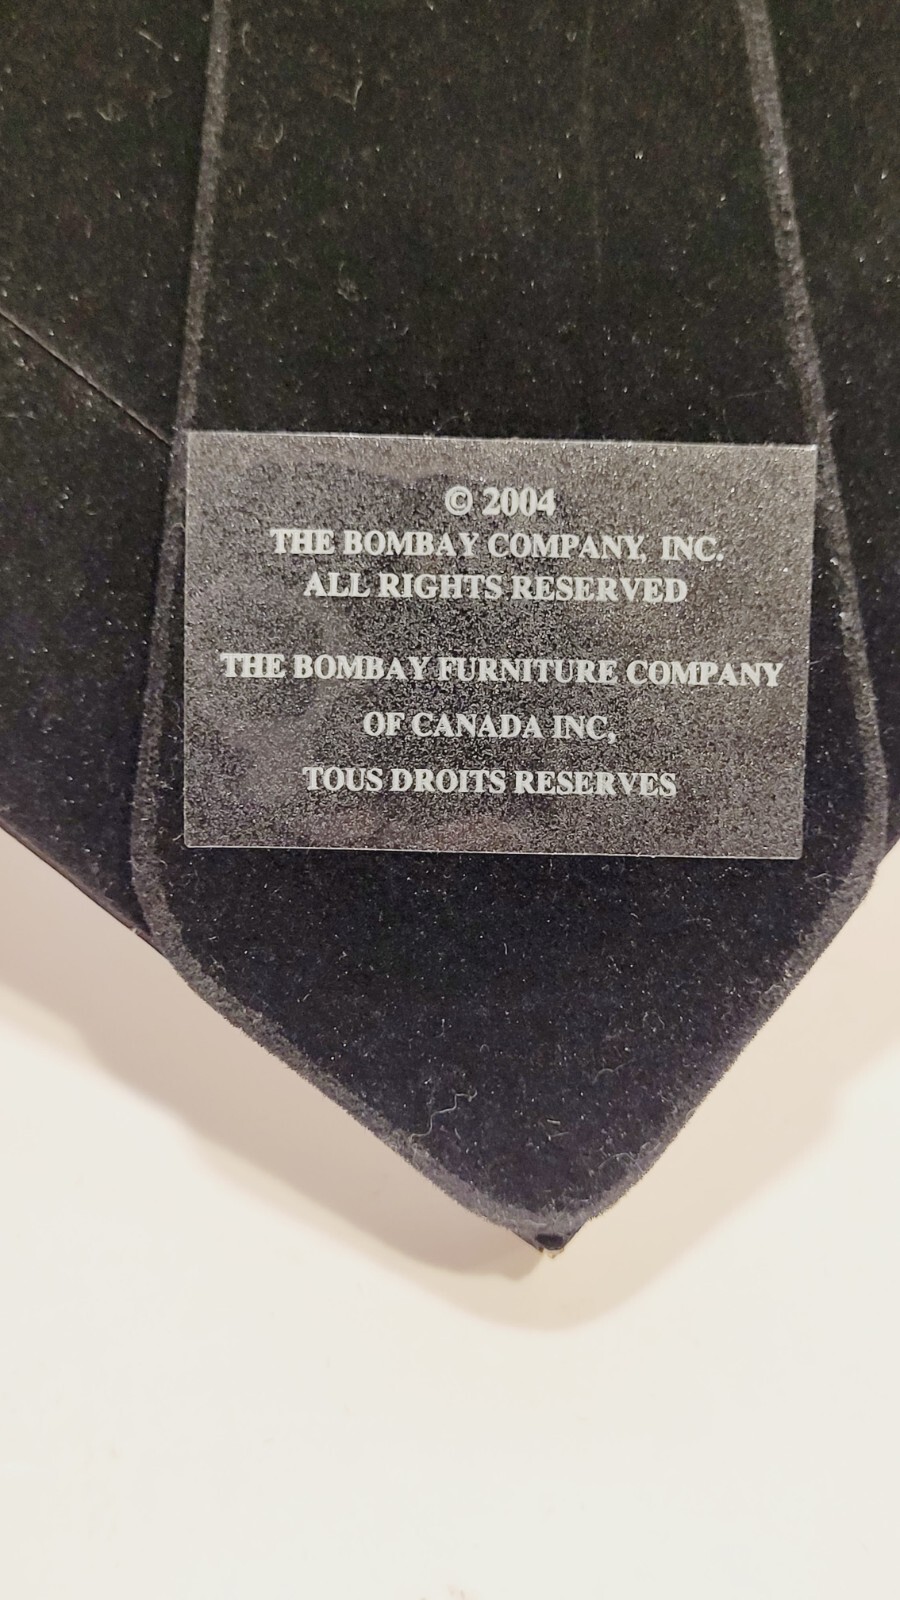 © 2004
THE BOMBAY COMPANY, INC.
ALL RIGHTS RESERVED
THE BOMBAY FURNITURE COMPANY
OF CANADA INC,
TOUS DROITS RESERVES